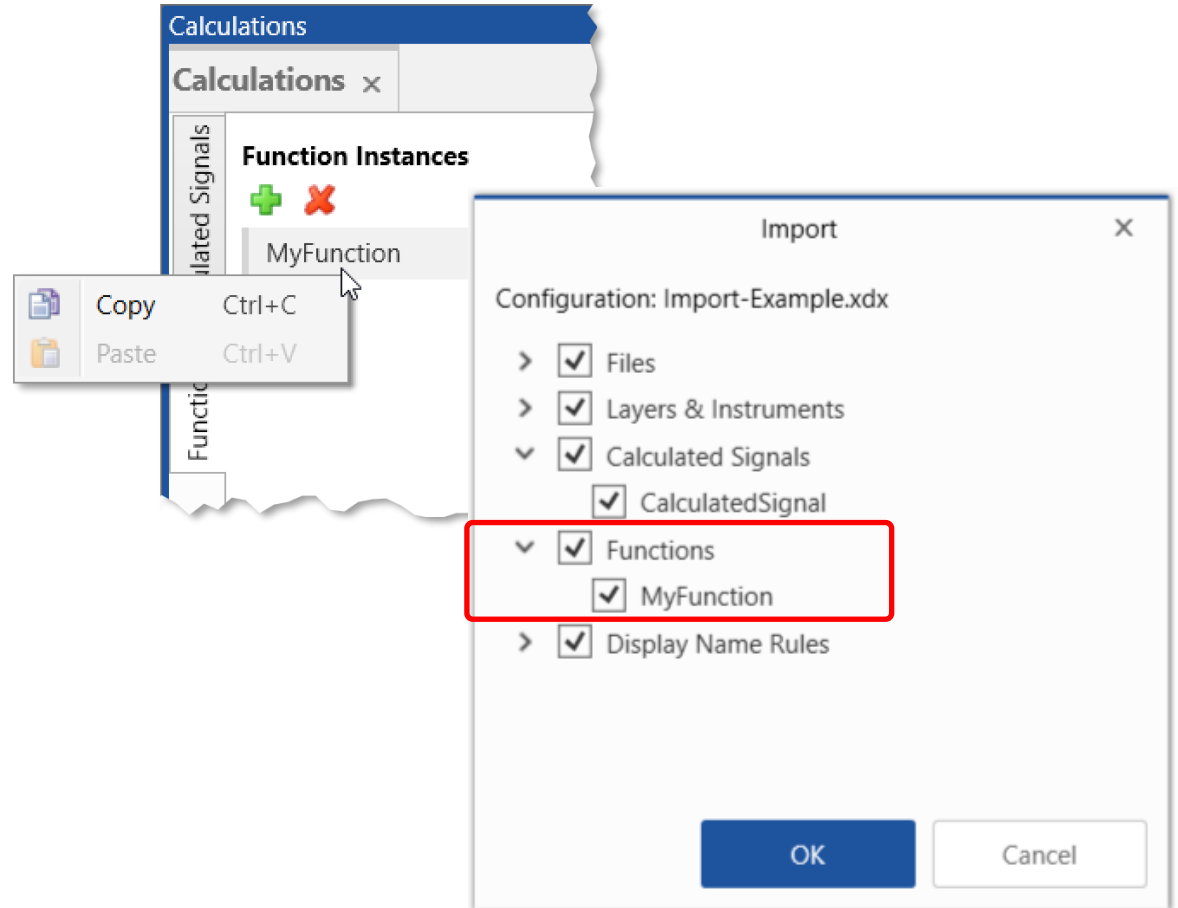 Calculations
Calculations
Function Instances
MyFunction
Copy Ctrl+C
Paste Ctrl+V
ulated Signals
Functio
Import
Configuration: Import-Example.xdx
Files
Layers & Instruments
Calculated Signals
CalculatedSignal
Functions
MyFunction
Display Name Rules
OK
Cancel